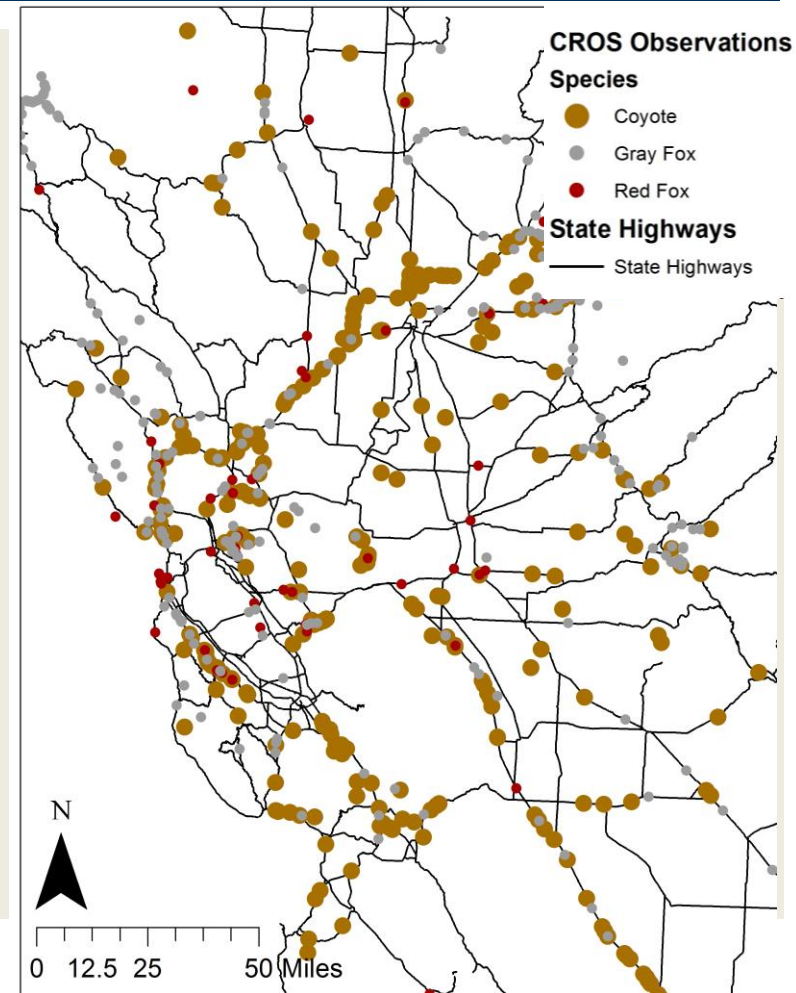 CROS Observations
Species
Coyote
Gray Fox
Red Fox
State Highways
State Highways
N
0 12.5 25 50 Miles